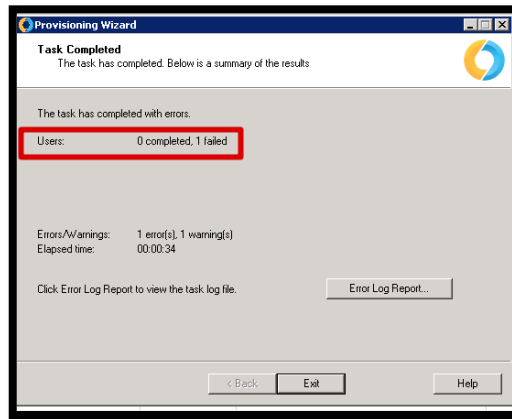 Provisioning Wizard
Task Completed
The task has completed. Below is a summary of the results
The task has completed with errors.
Users: 0 completed, 1 failed
Errors/Warnings: 1 error(s), 1 warning(s)
Elapsed time: 00:00:34
Click Error Log Report to view the task log file. Error Log Report...
< Back Exit Help